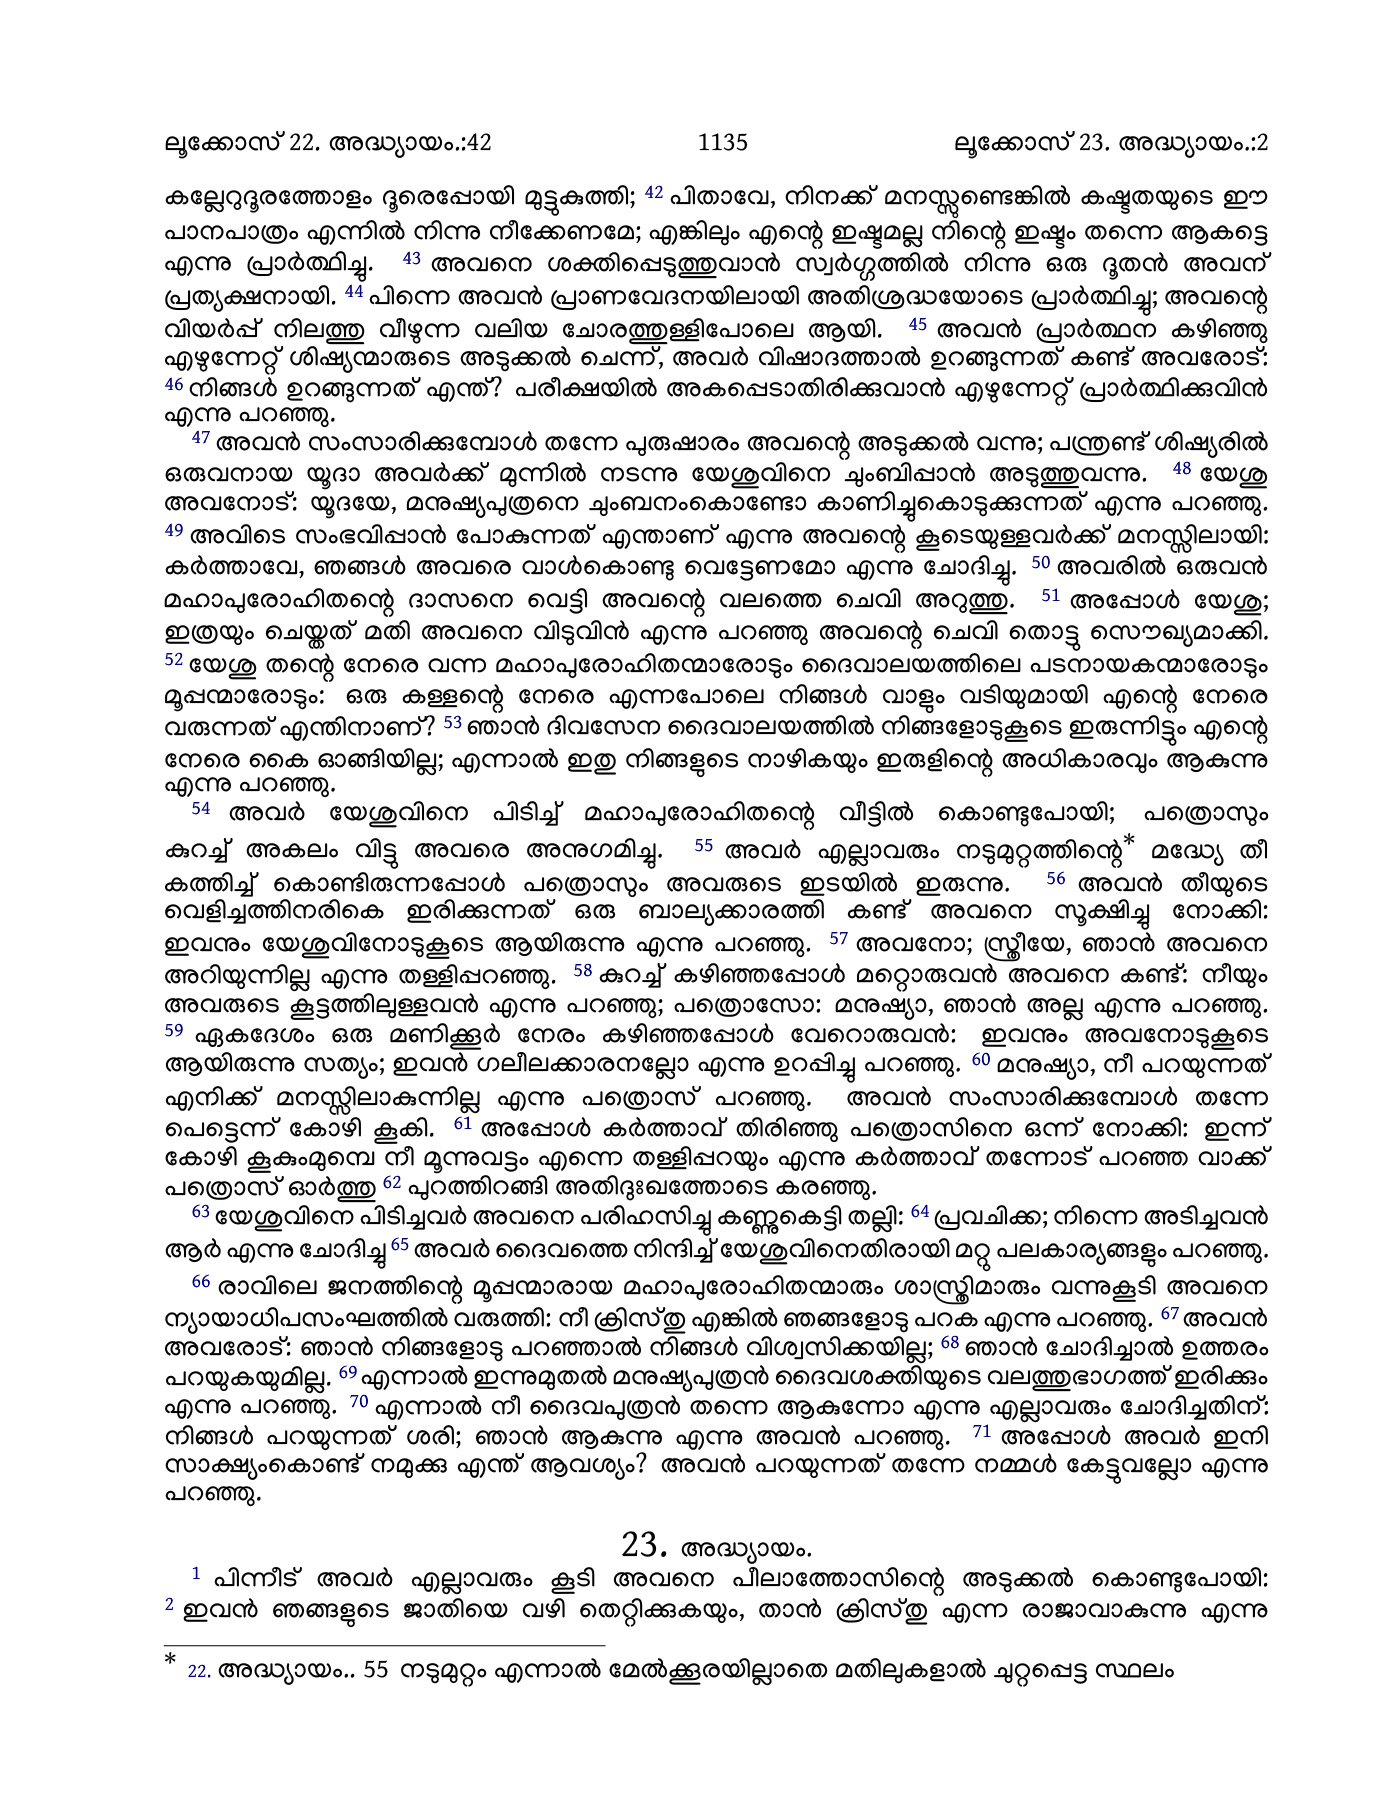 ലൂക്കോസ് 22. അദ്ധ്യായം.:42 1135 ലൂക്കോസ് 23. അദ്ധ്യായം.:2
കല്ലേറുദൂരത്തോളം ദൂരെപ്പോയി മുട്ടുകുത്തി; 42 പിതാവേ, നിനക്ക് മനസ്സുണ്ടെങ്കിൽ കഷ്ടതയുടെ ഈ
പാനപാത്രം എന്നിൽ നിന്നു നീക്കേണമേ; എങ്കിലും എന്റെ ഇഷ്ടമല്ല നിന്റെ ഇഷ്ടം തന്നെ ആകട്ടെ
എന്നു പ്രാർത്ഥിച്ചു. 43 അവനെ ശക്തിപ്പെടുത്തുവാൻ സ്വർഗ്ഗത്തിൽ നിന്നു ഒരു ദൂതൻ അവന്
പ്രത്യക്ഷനായി. 44 പിന്നെ അവൻ പ്രാണവേദനയിലായി അതിശ്രദ്ധയോടെ പ്രാർത്ഥിച്ചു; അവന്റെ
വിയർപ്പ് നിലത്തു വീഴുന്ന വലിയ ചോരത്തുള്ളിപോലെ ആയി. 45 അവൻ പ്രാർത്ഥന കഴിഞ്ഞു
എഴുന്നേറ്റ് ശിഷ്യന്മാരുടെ അടുക്കൽ ചെന്ന്, അവർ വിഷാദത്താൽ ഉറങ്ങുന്നത് കണ്ട് അവരോട്:
46 നിങ്ങൾ ഉറങ്ങുന്നത് എന്ത്? പരീക്ഷയിൽ അകപ്പെടാതിരിക്കുവാൻ എഴുന്നേറ്റ് പ്രാർത്ഥിക്കുവിൻ
എന്നു പറഞ്ഞു.
47 അവൻ സംസാരിക്കുമ്പോൾ തന്നേ പുരുഷാരം അവന്റെ അടുക്കൽ വന്നു; പന്ത്രണ്ട് ശിഷ്യരിൽ
ഒരുവനായ യൂദാ അവർക്ക് മുന്നിൽ നടന്നു യേശുവിനെ ചുംബിപ്പാൻ അടുത്തുവന്നു. 48 യേശു
അവനോട്: യൂദയേ, മനുഷ്യപുത്രനെ ചുംബനംകൊണ്ടോ കാണിച്ചുകൊടുക്കുന്നത് എന്നു പറഞ്ഞു.
49 അവിടെ സംഭവിപ്പാൻ പോകുന്നത് എന്താണ് എന്നു അവന്റെ കൂടെയുള്ളവർക്ക് മനസ്സിലായി:
കർത്താവേ, ഞങ്ങൾ അവരെ വാൾകൊണ്ടു വെട്ടേണമോ എന്നു ചോദിച്ചു. 50 അവരിൽ ഒരുവൻ
മഹാപുരോഹിതന്റെ ദാസനെ വെട്ടി അവന്റെ വലത്തെ ചെവി അറുത്തു. 51 അപ്പോൾ യേശു;
ഇത്രയും ചെയ്തത് മതി അവനെ വിടുവിൻ എന്നു പറഞ്ഞു അവന്റെ ചെവി തൊട്ടു സൌഖ്യമാക്കി.
52 യേശു തന്റെ നേരെ വന്ന മഹാപുരോഹിതന്മാരോടും ദൈവാലയത്തിലെ പടനായകന്മാരോടും
മൂപ്പന്മാരോടും: ഒരു കള്ളന്റെ നേരെ എന്നപോലെ നിങ്ങൾ വാളും വടിയുമായി എന്റെ നേരെ
വരുന്നത് എന്തിനാണ്? 53 ഞാൻ ദിവസേന ദൈവാലയത്തിൽ നിങ്ങളോടുകൂടെ ഇരുന്നിട്ടും എന്റെ
നേരെ കൈ ഓങ്ങിയില്ല; എന്നാൽ ഇതു നിങ്ങളുടെ നാഴികയും ഇരുളിന്റെ അധികാരവും ആകുന്നു
എന്നു പറഞ്ഞു.
54 അവർ യേശുവിനെ പിടിച്ച് മഹാപുരോഹിതന്റെ വീട്ടിൽ കൊണ്ടുപോയി; പത്രൊസും
കുറച്ച് അകലം വിട്ടു അവരെ അനുഗമിച്ചു. 55 അവർ എല്ലാവരും നടുമുറ്റത്തിന്റെ* മദ്ധ്യേ തീ
കത്തിച്ച് കൊണ്ടിരുന്നപ്പോൾ പത്രൊസും അവരുടെ ഇടയിൽ ഇരുന്നു. 56 അവൻ തീയുടെ
വെളിച്ചത്തിനരികെ ഇരിക്കുന്നത് ഒരു ബാല്യക്കാരത്തി കണ്ട് അവനെ സൂക്ഷിച്ചു നോക്കി:
ഇവനും യേശുവിനോടുകൂടെ ആയിരുന്നു എന്നു പറഞ്ഞു. 57 അവനോ; സ്ത്രീയേ, ഞാൻ അവനെ
അറിയുന്നില്ല എന്നു തള്ളിപ്പറഞ്ഞു. 58 കുറച്ച് കഴിഞ്ഞപ്പോൾ മറ്റൊരുവൻ അവനെ കണ്ട്: നീയും
അവരുടെ കൂട്ടത്തിലുള്ളവൻ എന്നു പറഞ്ഞു; പത്രൊസോ: മനുഷ്യാ, ഞാൻ അല്ല എന്നു പറഞ്ഞു.
59 ഏകദേശം ഒരു മണിക്കൂർ നേരം കഴിഞ്ഞപ്പോൾ വേറൊരുവൻ: ഇവനും അവനോടുകൂടെ
ആയിരുന്നു സത്യം; ഇവൻ ഗലീലക്കാരനല്ലോ എന്നു ഉറപ്പിച്ചു പറഞ്ഞു. 60 മനുഷ്യാ, നീ പറയുന്നത്
എനിക്ക് മനസ്സിലാകുന്നില്ല എന്നു പത്രൊസ് പറഞ്ഞു. അവൻ സംസാരിക്കുമ്പോൾ തന്നേ
പെട്ടെന്ന് കോഴി കൂകി. 61 അപ്പോൾ കർത്താവ് തിരിഞ്ഞു പത്രൊസിനെ ഒന്ന് നോക്കി: ഇന്ന്
കോഴി കൂകുംമുമ്പെ നീ മൂന്നുവട്ടം എന്നെ തള്ളിപ്പറയും എന്നു കർത്താവ് തന്നോട് പറഞ്ഞ വാക്ക്
പത്രൊസ് ഓർത്തു 62 പുറത്തിറങ്ങി അതിദുഃഖത്തോടെ കരഞ്ഞു.
63 യേശുവിനെ പിടിച്ചവർ അവനെ പരിഹസിച്ചു കണ്ണുകെട്ടി തല്ലി: 64 പ്രവചിക്ക; നിന്നെ അടിച്ചവൻ
ആർ എന്നു ചോദിച്ചു 65 അവർ ദൈവത്തെ നിന്ദിച്ച് യേശുവിനെതിരായി മറ്റു പലകാര്യങ്ങളും പറഞ്ഞു.
66 രാവിലെ ജനത്തിന്റെ മൂപ്പന്മാരായ മഹാപുരോഹിതന്മാരും ശാസ്ത്രിമാരും വന്നുകൂടി അവനെ
ന്യായാധിപസംഘത്തിൽ വരുത്തി: നീ ക്രിസ്തു എങ്കിൽ ഞങ്ങളോടു പറക എന്നു പറഞ്ഞു. 67 അവൻ
അവരോട്: ഞാൻ നിങ്ങളോടു പറഞ്ഞാൽ നിങ്ങൾ വിശ്വസിക്കയില്ല; 68 ഞാൻ ചോദിച്ചാൽ ഉത്തരം
പറയുകയുമില്ല. 69 എന്നാൽ ഇന്നുമുതൽ മനുഷ്യപുത്രൻ ദൈവശക്തിയുടെ വലത്തുഭാഗത്ത് ഇരിക്കും
എന്നു പറഞ്ഞു. 70 എന്നാൽ നീ ദൈവപുത്രൻ തന്നെ ആകുന്നോ എന്നു എല്ലാവരും ചോദിച്ചതിന്:
നിങ്ങൾ പറയുന്നത് ശരി; ഞാൻ ആകുന്നു എന്നു അവൻ പറഞ്ഞു. 71 അപ്പോൾ അവർ ഇനി
സാക്ഷ്യംകൊണ്ട് നമുക്കു എന്ത് ആവശ്യം? അവൻ പറയുന്നത് തന്നേ നമ്മൾ കേട്ടുവല്ലോ എന്നു
പറഞ്ഞു.
23. അദ്ധ്യായം.
1 പിന്നീട് അവർ എല്ലാവരും കൂടി അവനെ പീലാത്തോസിന്റെ അടുക്കൽ കൊണ്ടുപോയി:
2 ഇവൻ ഞങ്ങളുടെ ജാതിയെ വഴി തെറ്റിക്കുകയും, താൻ ക്രിസ്തു എന്ന രാജാവാകുന്നു എന്നു
* 22. അദ്ധ്യായം.. 55 നടുമുറ്റം എന്നാൽ മേൽക്കൂരയില്ലാതെ മതിലുകളാൽ ചുറ്റപ്പെട്ട സ്ഥലം